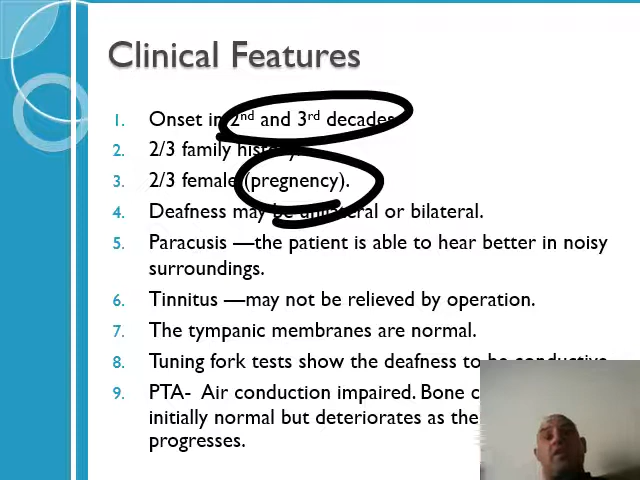 Clinical Features
1. Onset in 2nd and 3rd decades.
2. 2/3 family history.
3. 2/3 female (pregnency).
4. Deafness may be unilateral or bilateral.
5. Paracusis —the patient is able to hear better in noisy
surroundings.
6. Tinnitus —may not be relieved by operation.
7. The tympanic membranes are normal.
8. Tuning fork tests show the deafness to be conductive
9. PTA- Air conduction impaired. Bone
initially normal but deteriorates as the
progresses.